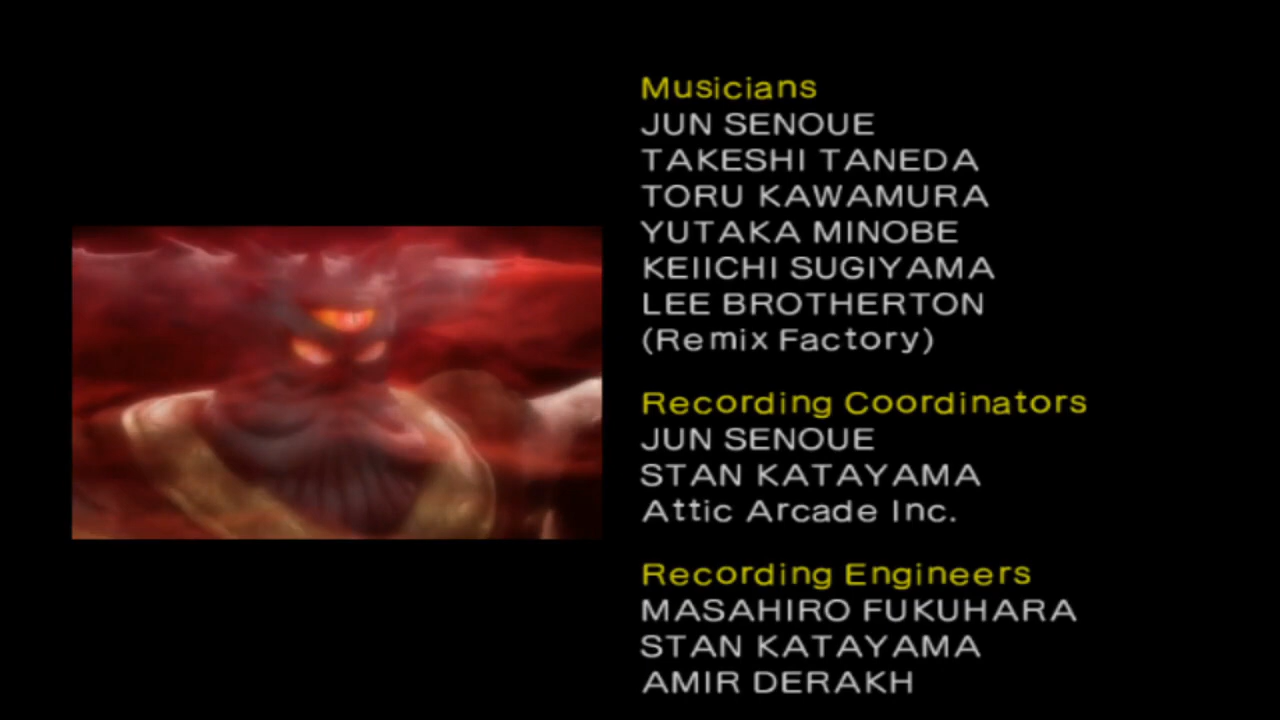 Musicians
JUN SENOUE
TAKESHI TANEDA
TORU KAWAMURA
YUTAKA MINOBE
KEIICHI SUGIYAMA
LEE BROTHERTON
(Remix Factory)
Recording Coordinators
JUN SENOUE
STAN KATAYAMA
Attic Arcade Inc.
Recording Engineers
MASAHIRO FUKUHARA
STAN KATAYAMA
AMIR DERAKH